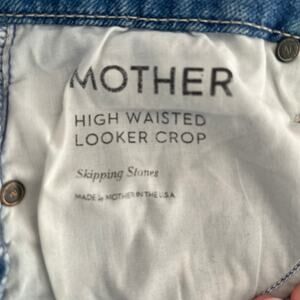 MOTHER
HIGH WAISTED
LOOKER CROP
Skipping Stones
MADE by MOTHER IN THE U.S.A